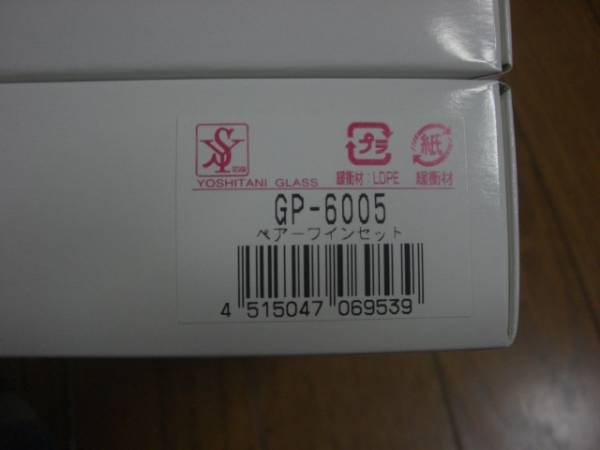 プラ
紙
YOSHITANI GLASS
緩衝材：LDPE
緩衝材
GP-6005
ペアーワインセット
4 515047 069539